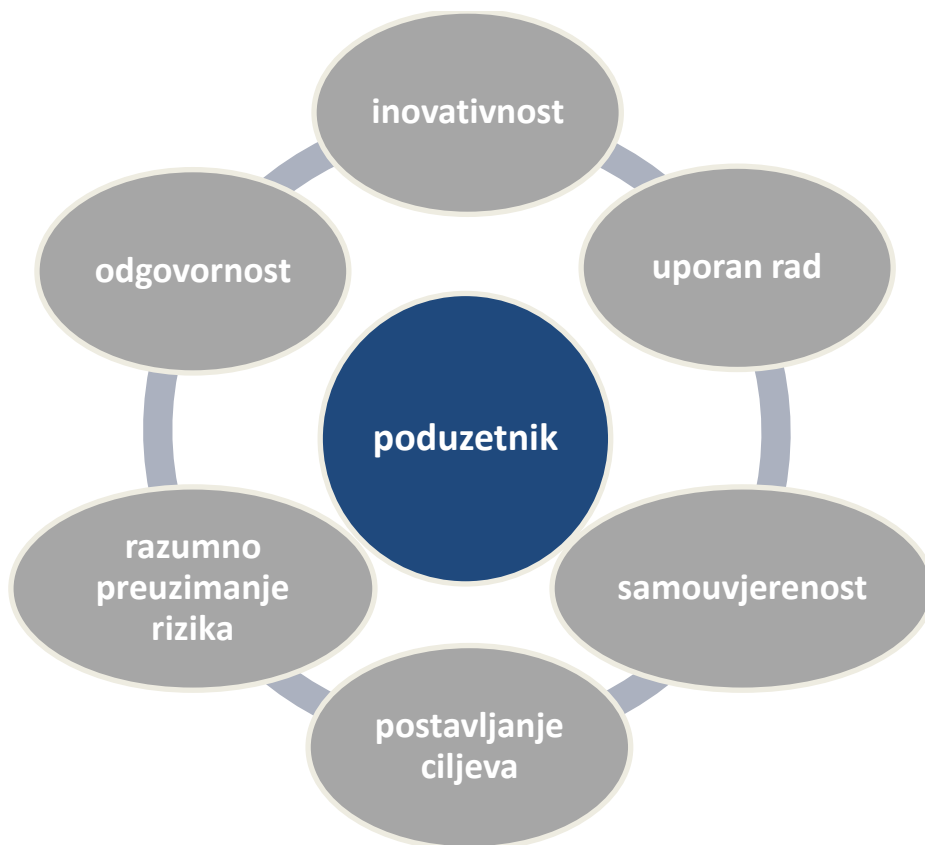 inovativnost
uporan rad
samouvjerenost
postavljanje
ciljeva
razumno
preuzimanje
rizika
odgovornost
poduzetnik